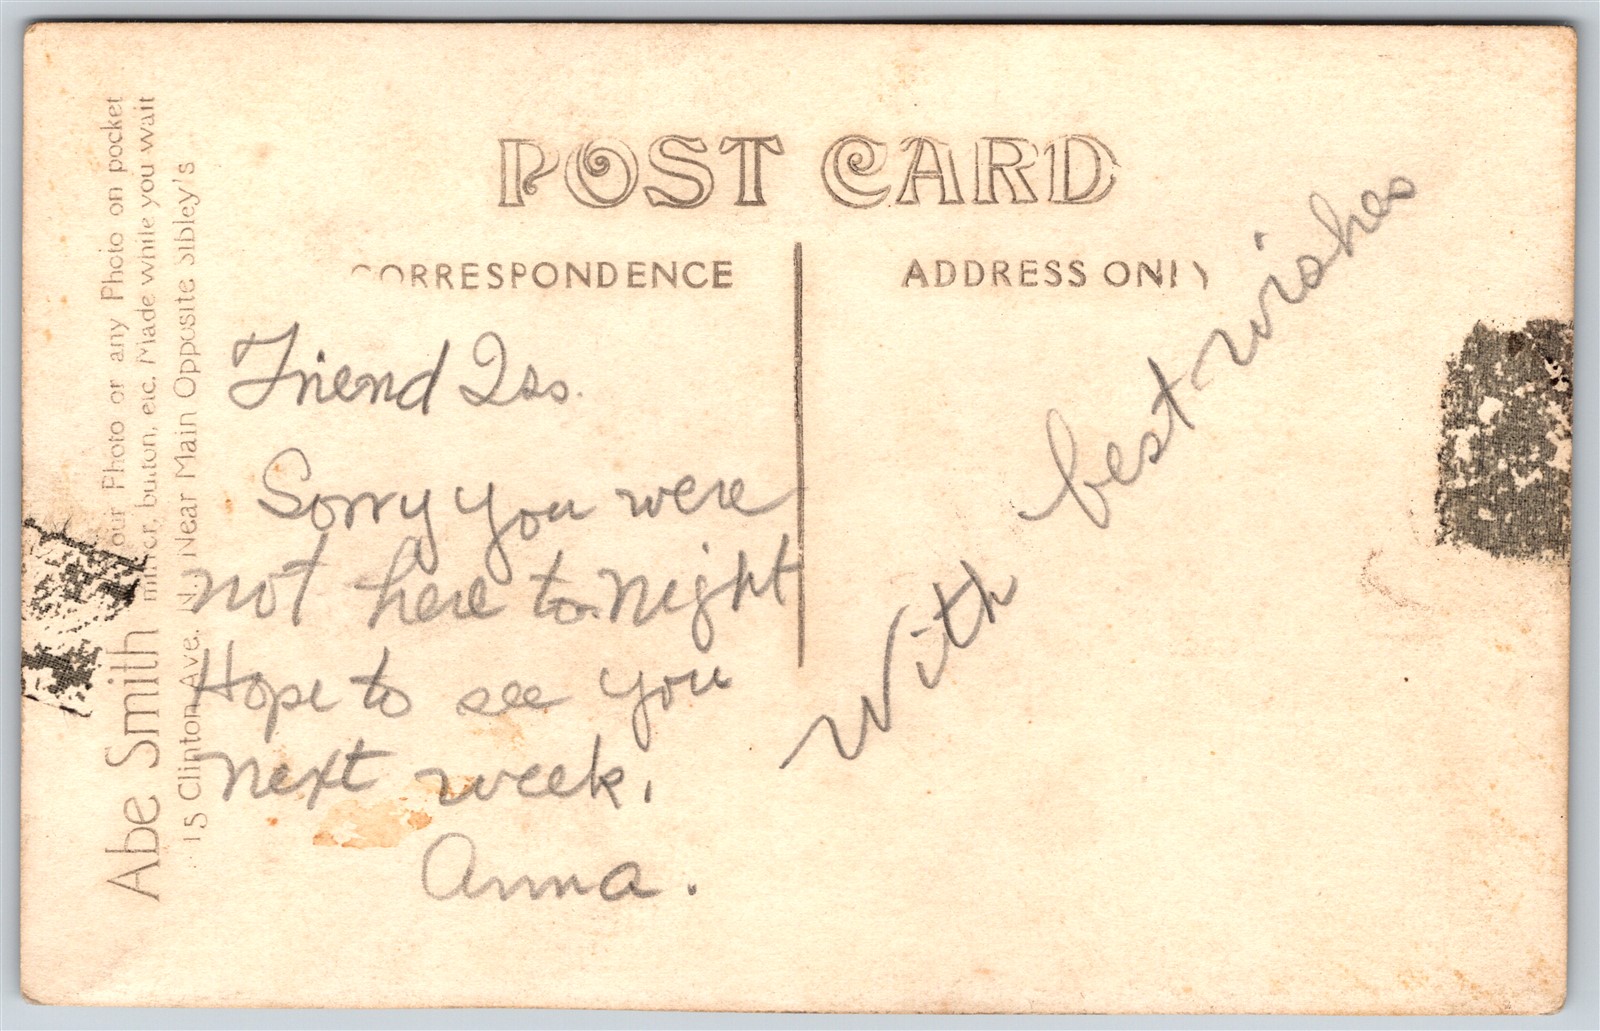 POST CARD
CORRESPONDENCE
ADDRESS ONLY
Abe Smith
our Photo or any Photo on pocket
mirror, button, etc. Made while you wait
15 Clinton Ave. N. Near Main Opposite Sibley's
Friend Iss.
Sorry you were
not here to-night
Hope to see you
next week.
Anna.
With best wishes